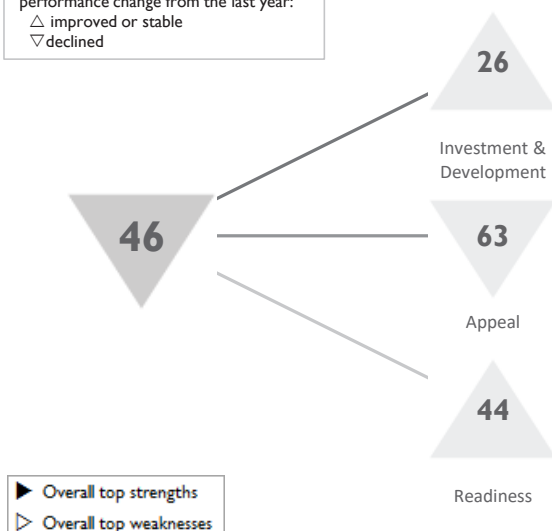 performance change from the last year:
△ improved or stable
▽ declined
26
Investment &
Development
46
63
Appeal
44
Readiness
▶ Overall top strengths
▷ Overall top weaknesses